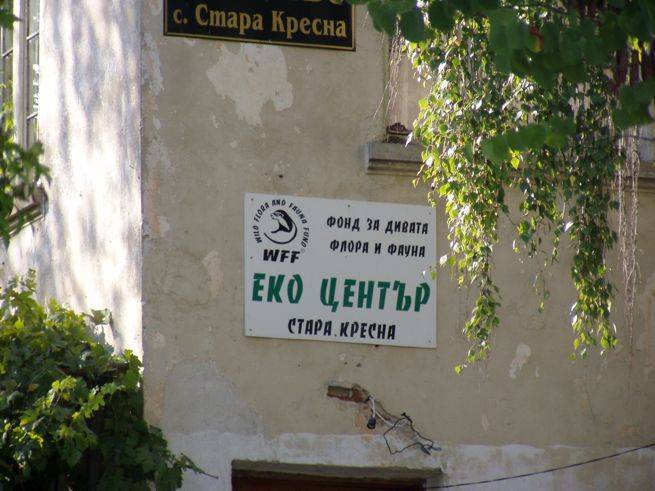 с. Стара Кресна
WILD FLORA AND FAUNA FUND
WFF
ФОНД ЗА ДИВАТА
ФЛОРА И ФАУНА
ЕКО ЦЕНТЪР
СТАРА КРЕСНА